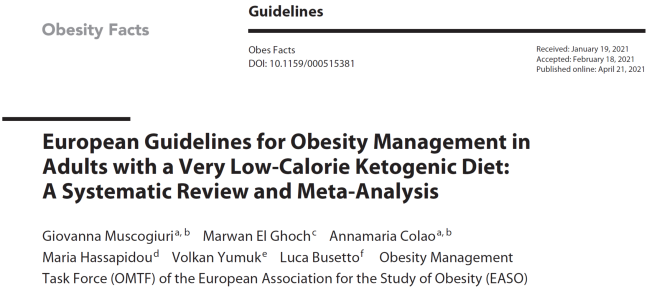 Obesity Facts
Guidelines
Obes Facts
DOI: 10.1159/000515381
Received: January 19, 2021
Accepted: February 18, 2021
Published online: April 21, 2021
European Guidelines for Obesity Management in
Adults with a Very Low-Calorie Ketogenic Diet:
A Systematic Review and Meta-Analysis
Giovanna Muscogiuri a, b Marwan El Ghoch c Annamaria Colao a, b
Maria Hassapidou d Volkan Yumuk e Luca Busetto f Obesity Management
Task Force (OMTF) of the European Association for the Study of Obesity (EASO)